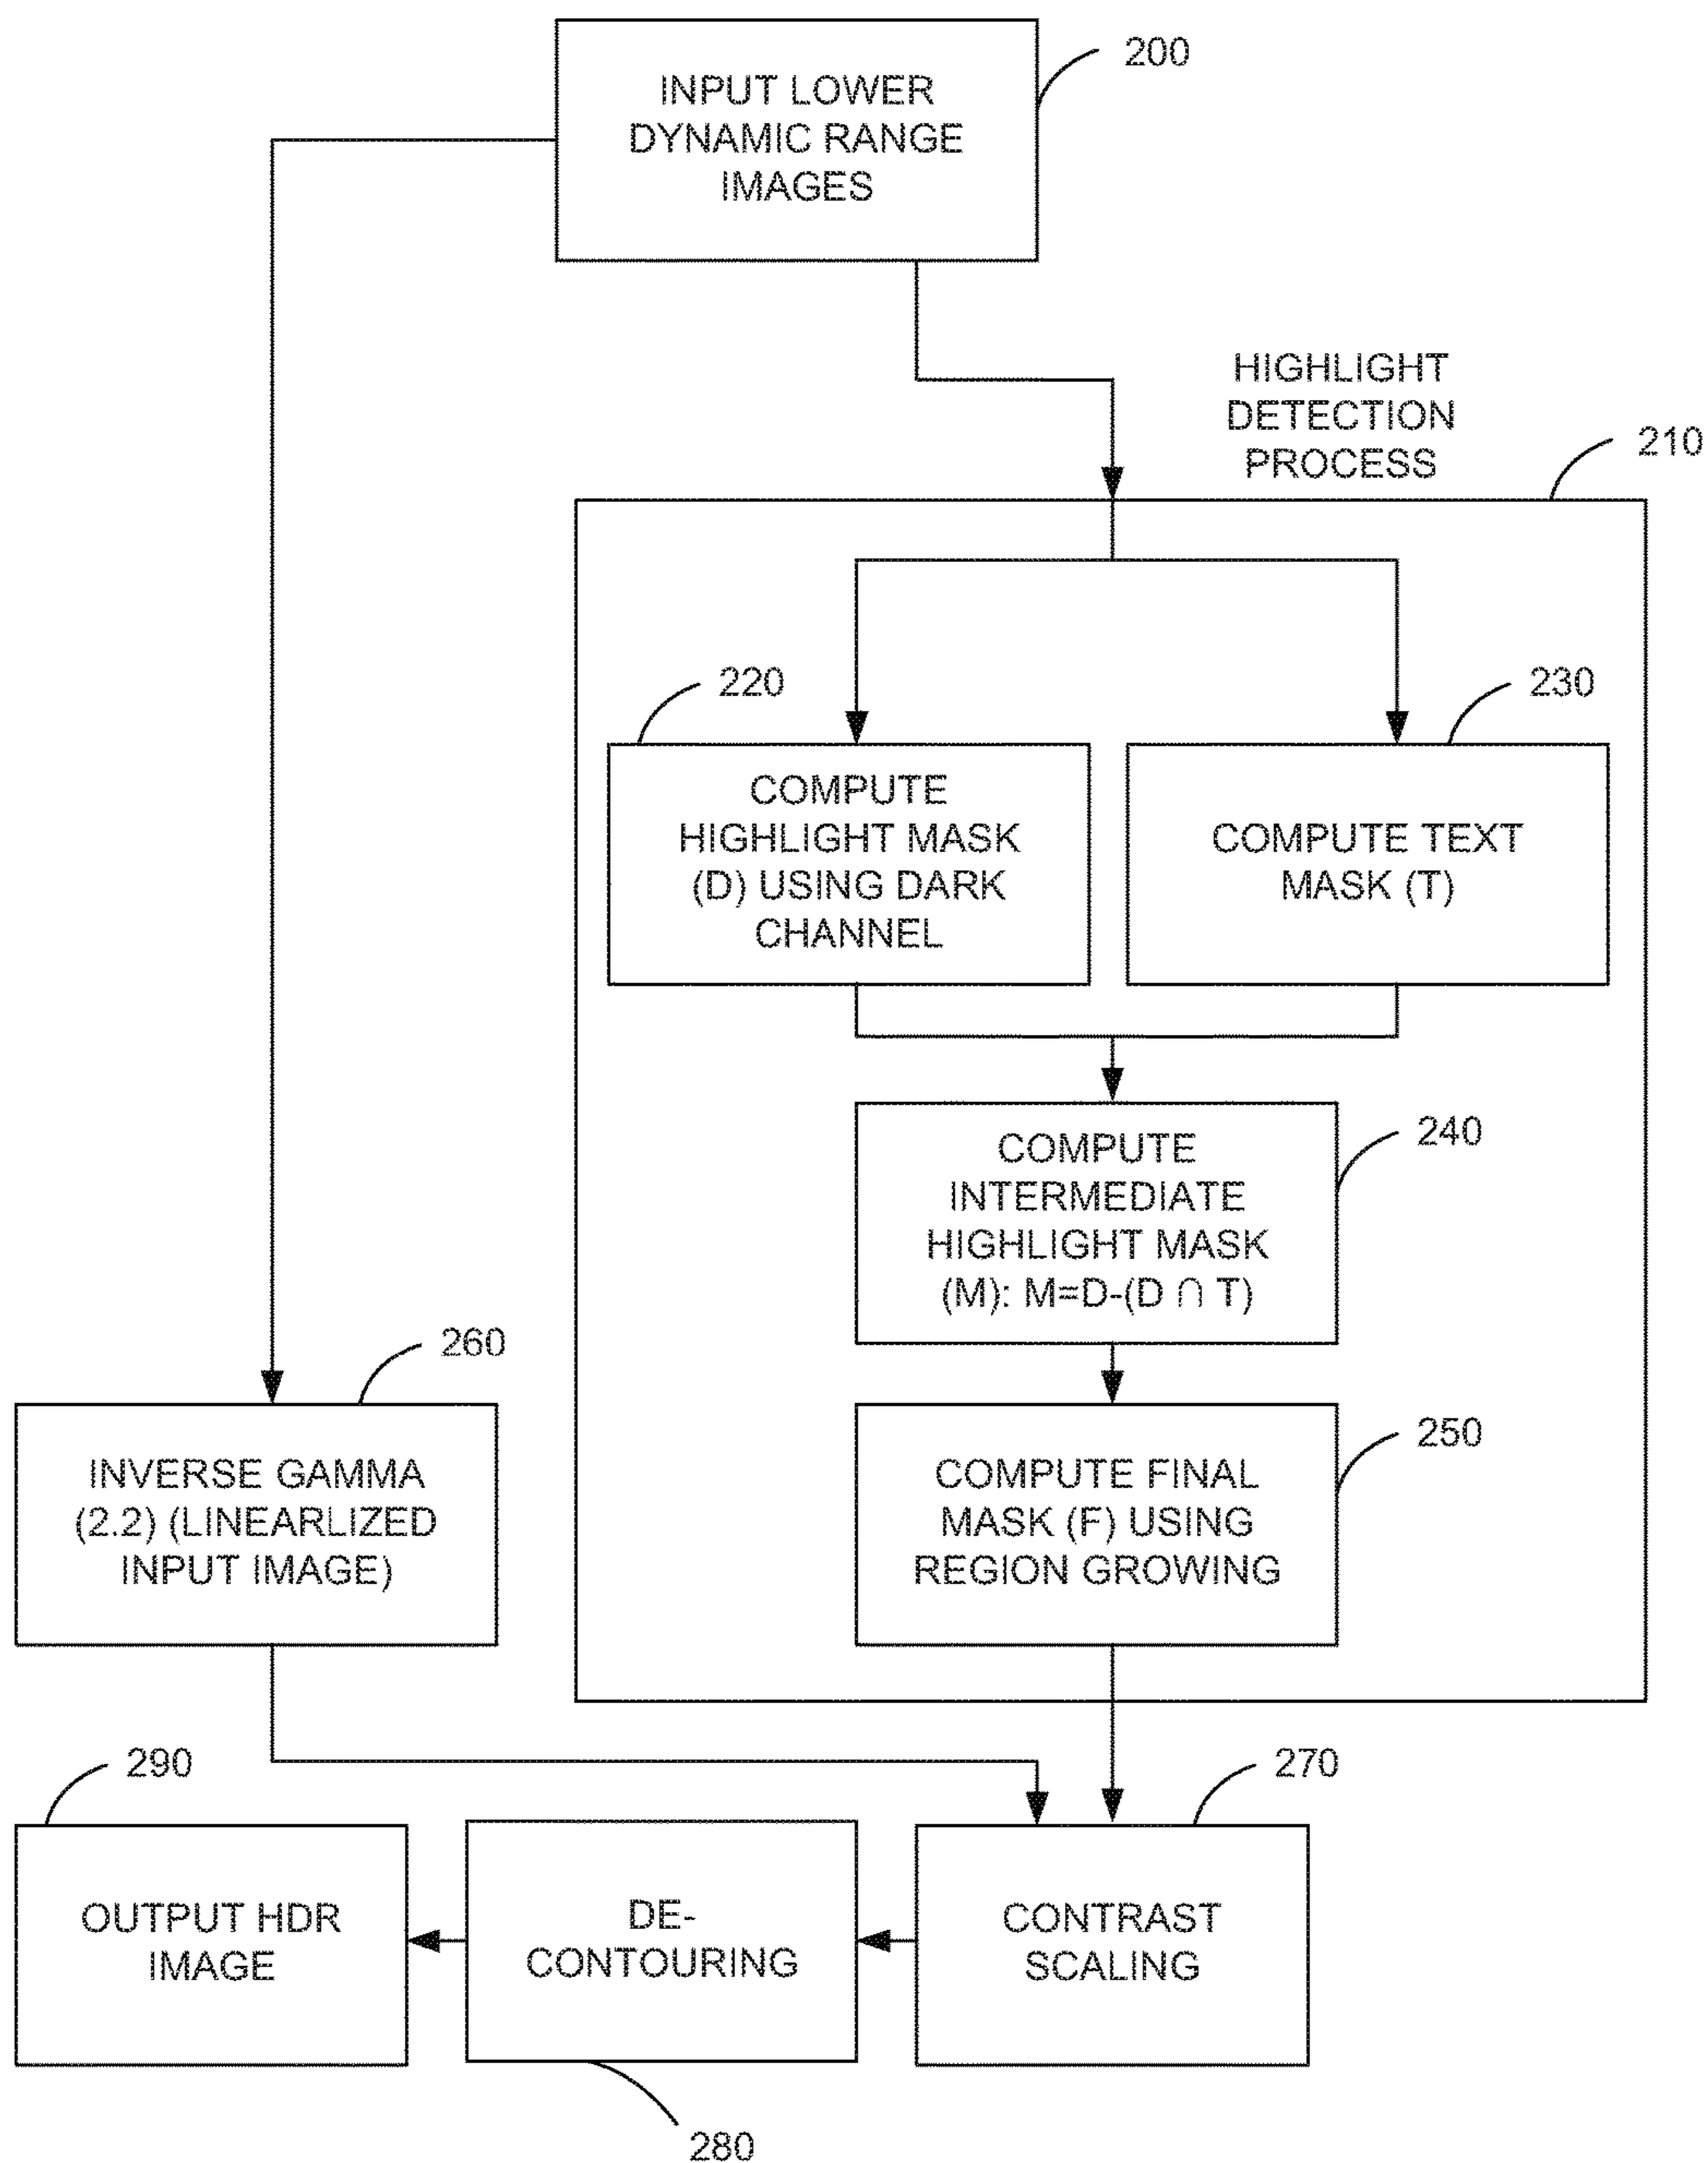 INPUT LOWER
DYNAMIC RANGE
IMAGES
200
HIGHLIGHT
DETECTION
PROCESS
210
220
230
COMPUTE
HIGHLIGHT MASK
(D) USING DARK
CHANNEL
COMPUTE TEXT
MASK (T)
COMPUTE
INTERMEDIATE
HIGHLIGHT MASK
(M): M=D-(D ∩ T)
240
260
INVERSE GAMMA
(2.2) (LINEARLIZED
INPUT IMAGE)
COMPUTE FINAL
MASK (F) USING
REGION GROWING
250
290
270
OUTPUT HDR
IMAGE
DE-
CONTOURING
CONTRAST
SCALING
280